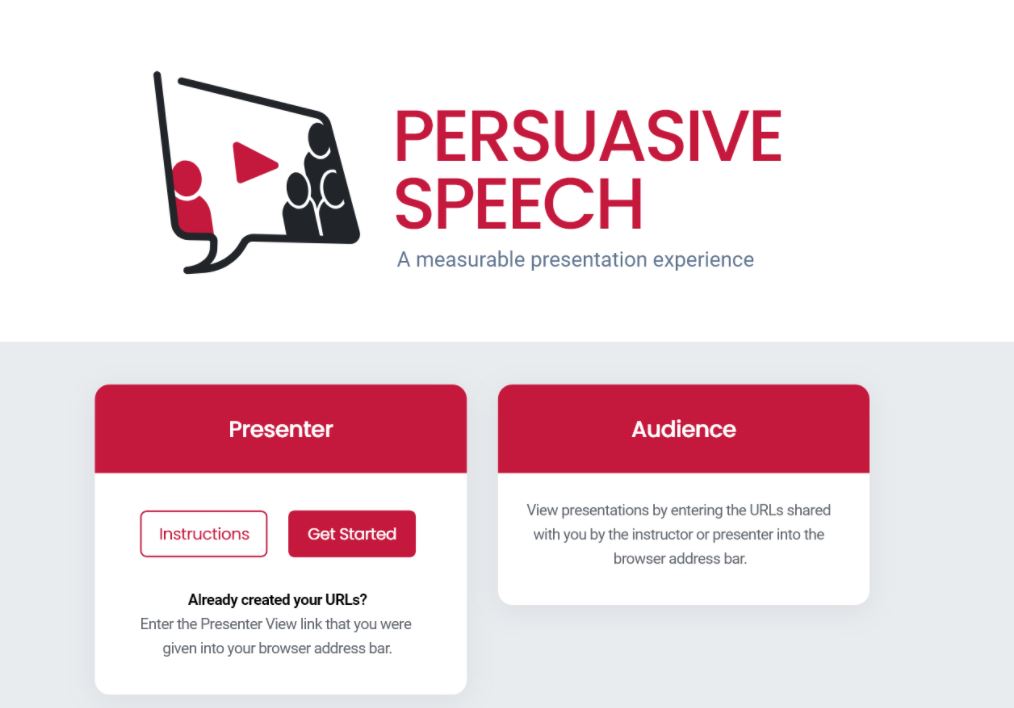 PERSUASIVE
SPEECH
A measurable presentation experience
Presenter
Instructions
Get Started
Already created your URLs?
Enter the Presenter View link that you were
given into your browser address bar.
Audience
View presentations by entering the URLs shared
with you by the instructor or presenter into the
browser address bar.